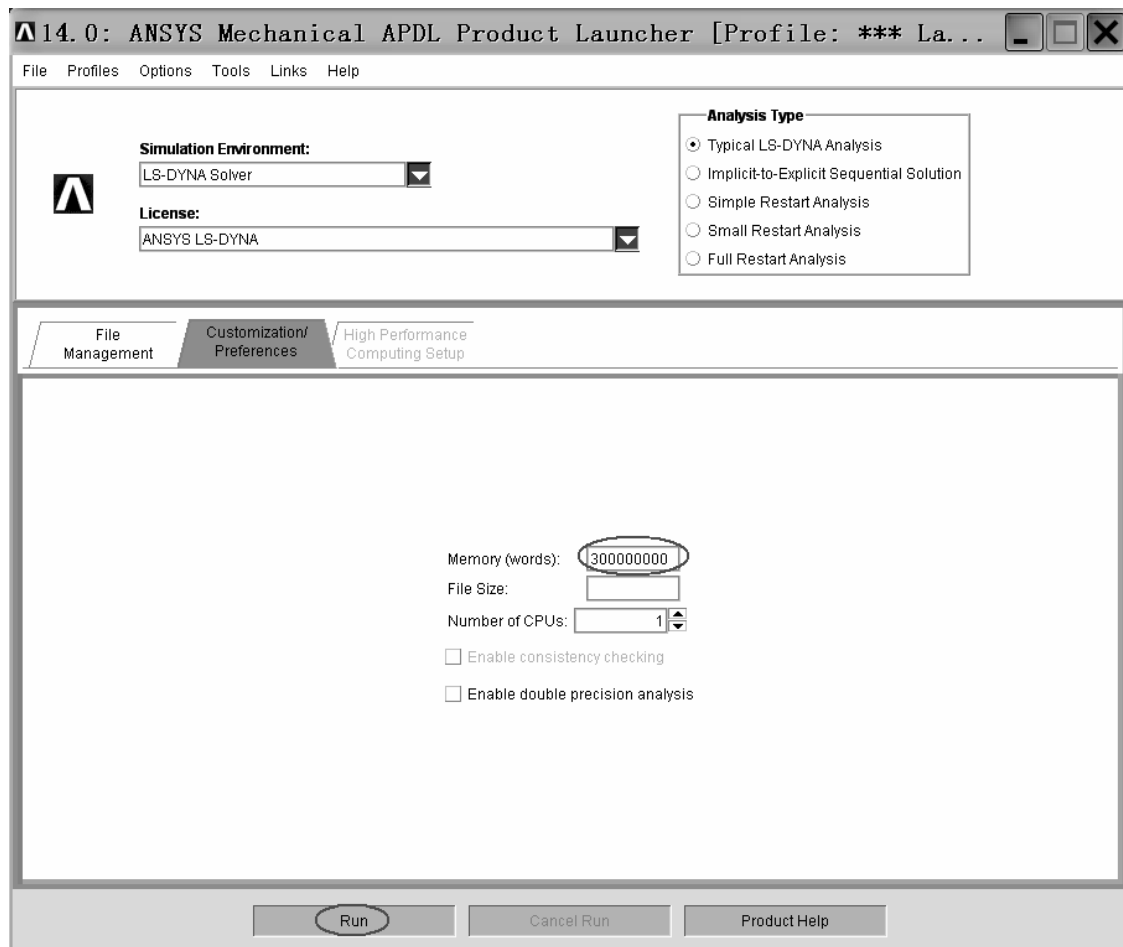 14.0: ANSYS Mechanical APDL Product Launcher [Profile: *** La...
File Profiles Options Tools Links Help
Simulation Environment:
LS-DYNA Solver
License:
ANSYS LS-DYNA
Analysis Type
Typical LS-DYNA Analysis
Implicit-to-Explicit Sequential Solution
Simple Restart Analysis
Small Restart Analysis
Full Restart Analysis
File
Management
Customization/
Preferences
High Performance
Computing Setup
Memory (words): 300000000
File Size:
Number of CPUs: 1
Enable consistency checking
Enable double precision analysis
Run Cancel Run Product Help